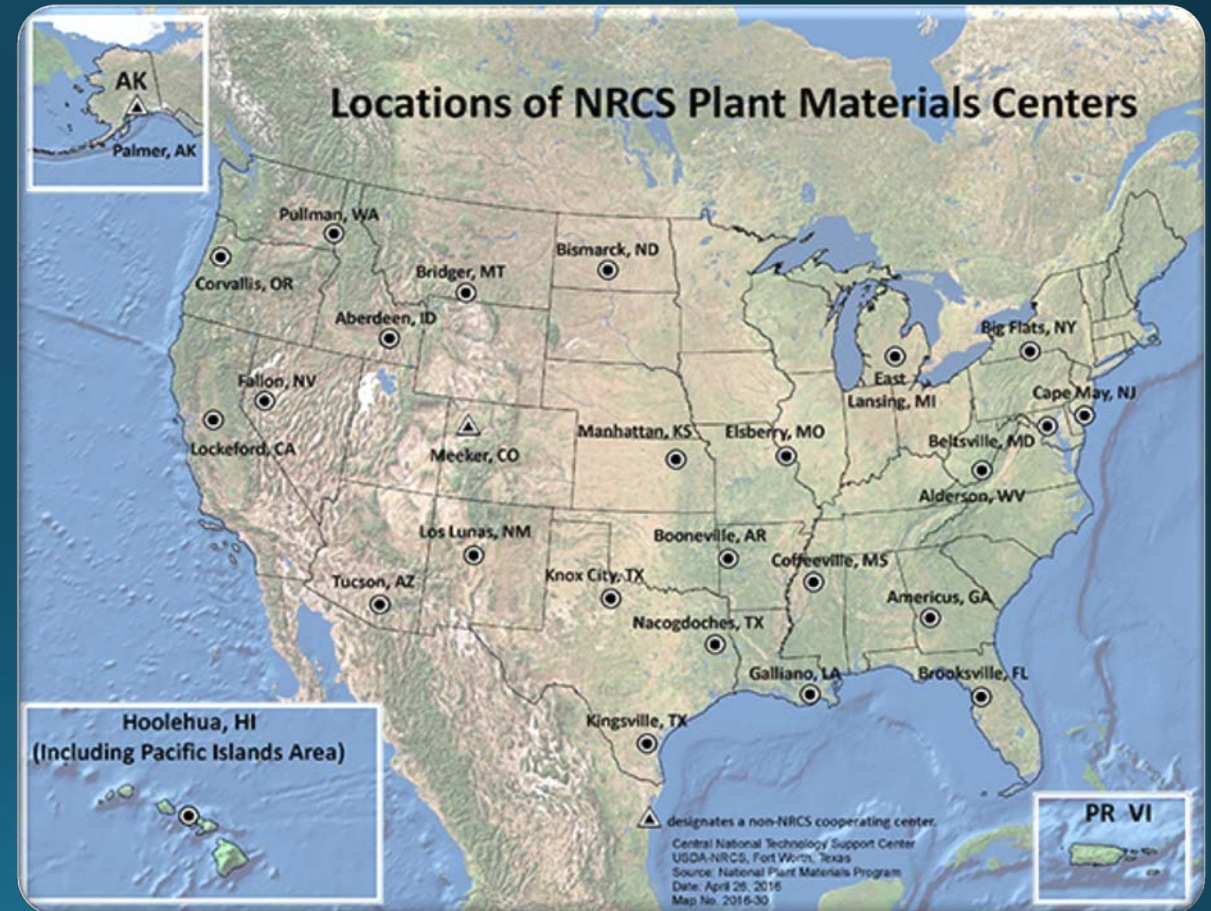 Locations of NRCS Plant Materials Centers
AK
Palmer, AK
Pullman, WA
Corvallis, OR
Bridger, MT
Bismarck, ND
Aberdeen, ID
Big Flats, NY
East
Lansing, MI
Fallon, NV
Cape May, NJ
Lockeford, CA
Meeker, CO
Manhattan, KS
Elsberry, MO
Beltsville, MD
Alderson, WV
Los Lunas, NM
Booneville, AR
Coffeeville, MS
Tucson, AZ
Knox City, TX
Americus, GA
Nacogdoches, TX
Galliano, LA
Brooksville, FL
Kingsville, TX
Hoolehua, HI
(Including Pacific Islands Area)
PR VI
designates a non-NRCS cooperating center.
Central National Technology Support Center
USDA-NRCS, Fort Worth, Texas
Source: National Plant Materials Program
Date: April 26, 2016
Map No. 2016-30